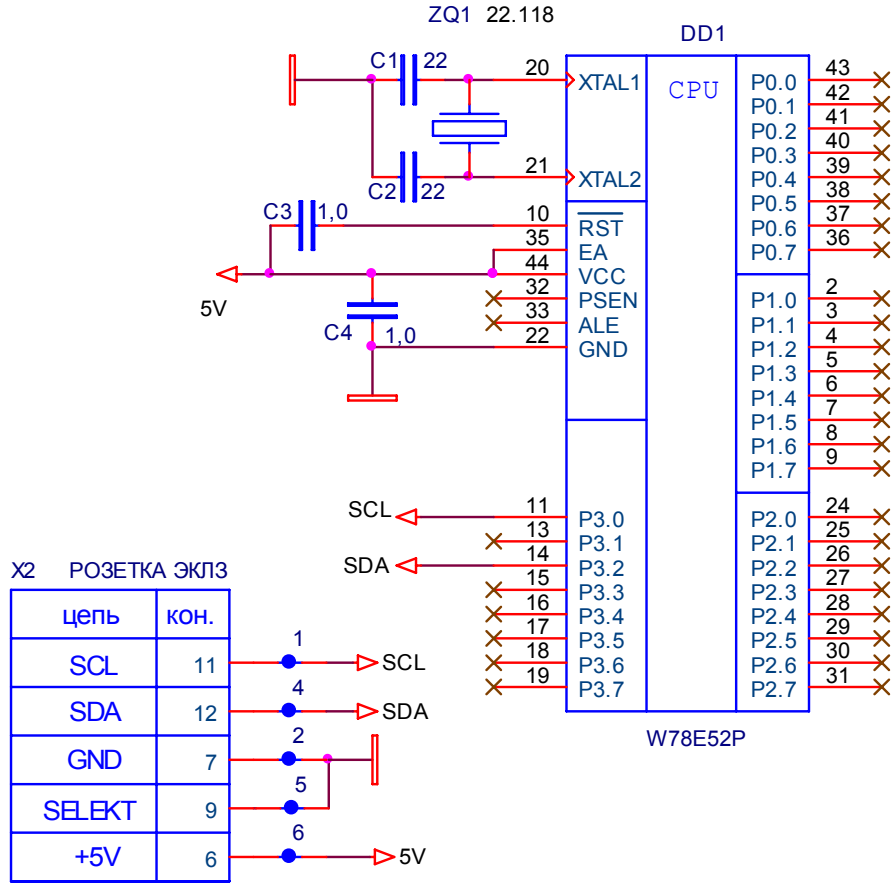 ZQ1 22.118
DD1
CPU
C1 22
C2 22
C3 1,0
C4 1,0
5V
20 XTAL1
21 XTAL2
10 RST
35 EA
44 VCC
32 PSEN
33 ALE
22 GND
SCL 11 P3.0
13 P3.1
SDA 14 P3.2
15 P3.3
16 P3.4
17 P3.5
18 P3.6
19 P3.7
P0.0 43
P0.1 42
P0.2 41
P0.3 40
P0.4 39
P0.5 38
P0.6 37
P0.7 36
P1.0 2
P1.1 3
P1.2 4
P1.3 5
P1.4 6
P1.5 7
P1.6 8
P1.7 9
P2.0 24
P2.1 25
P2.2 26
P2.3 27
P2.4 28
P2.5 29
P2.6 30
P2.7 31
W78E52P
X2 РОЗЕТКА ЭКЛЗ
цепь кон.
SCL 11 1 SCL
SDA 12 4 SDA
GND 7 2
SELEKT 9 5
+5V 6 6 5V